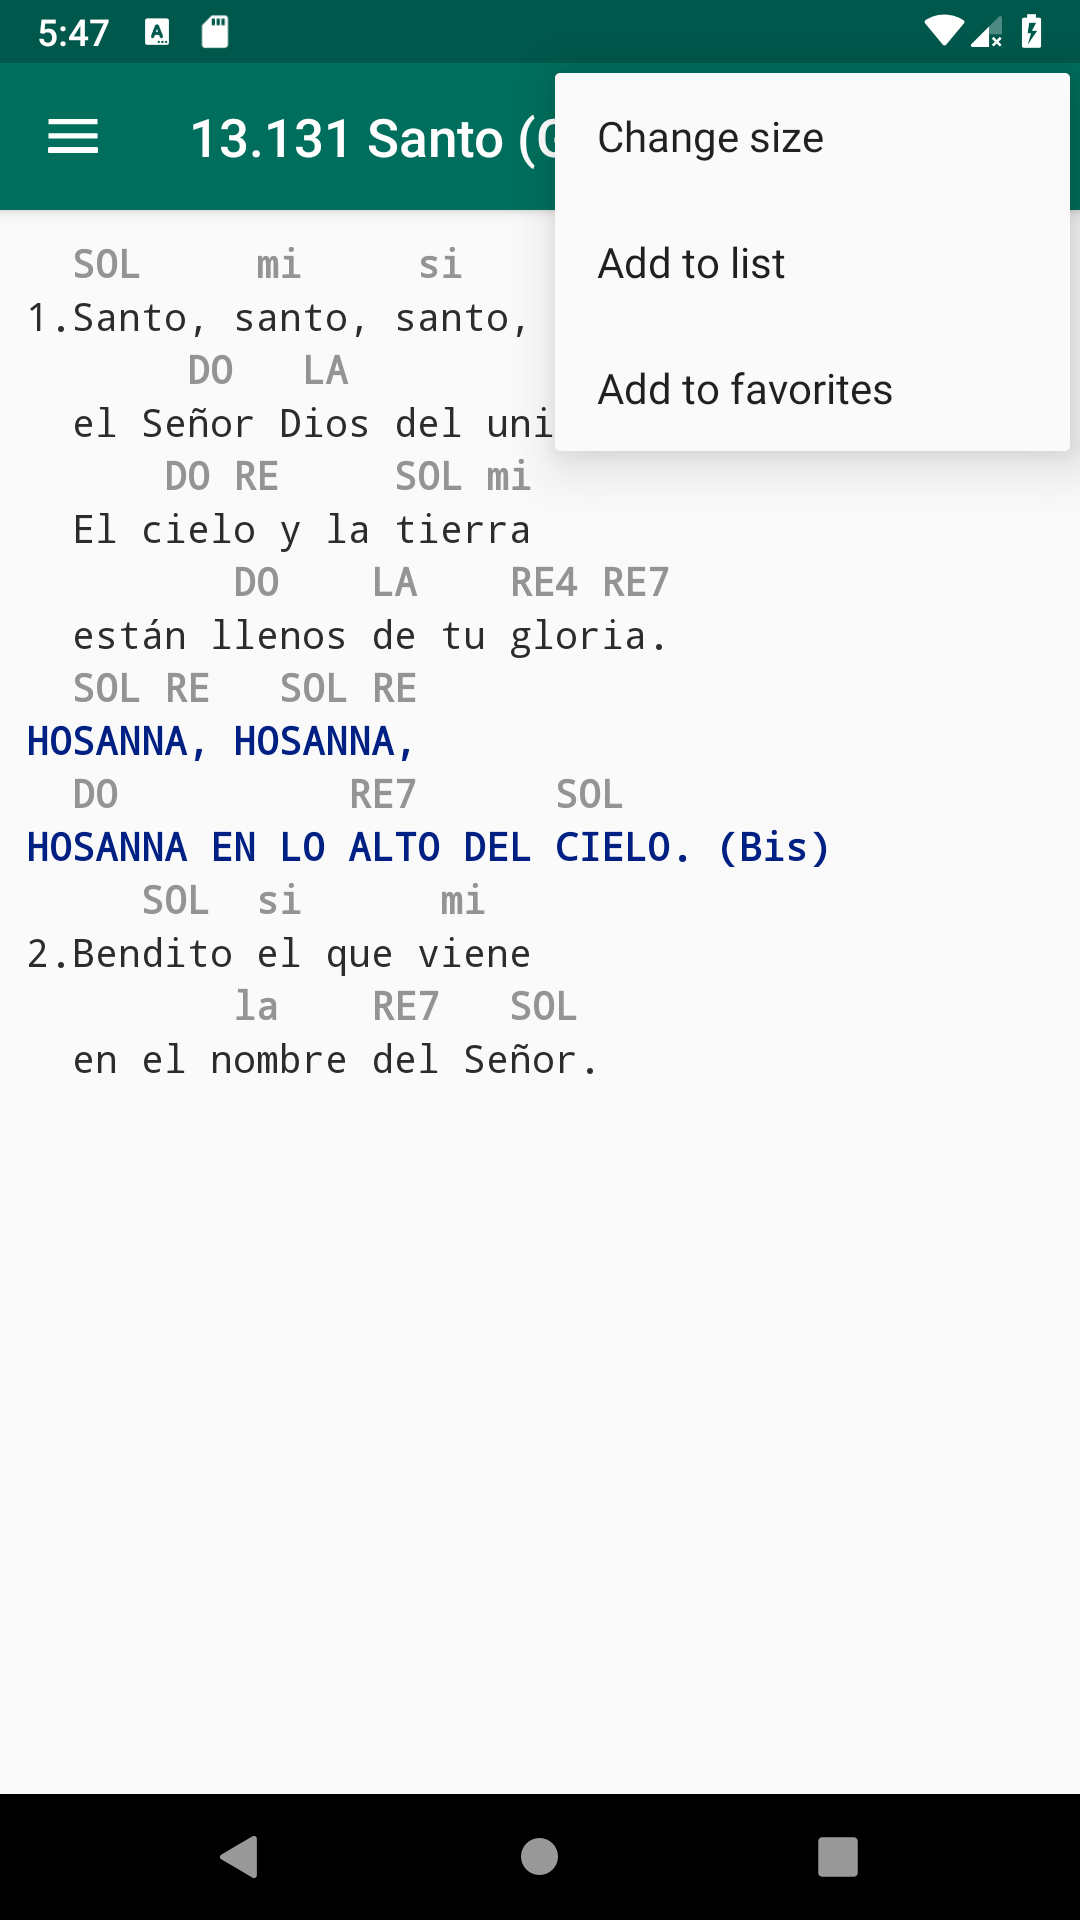 5:47
13.131 Santo (
Change size
Add to list
Add to favorites
SOL mi si
1.Santo, santo, santo,
DO LA
el Señor Dios del uni
DO RE SOL mi
El cielo y la tierra
DO LA RE4 RE7
están llenos de tu gloria.
SOL RE SOL RE
HOSANNA, HOSANNA,
DO RE7 SOL
HOSANNA EN LO ALTO DEL CIELO. (Bis)
SOL si mi
2.Bendito el que viene
la RE7 SOL
en el nombre del Señor.